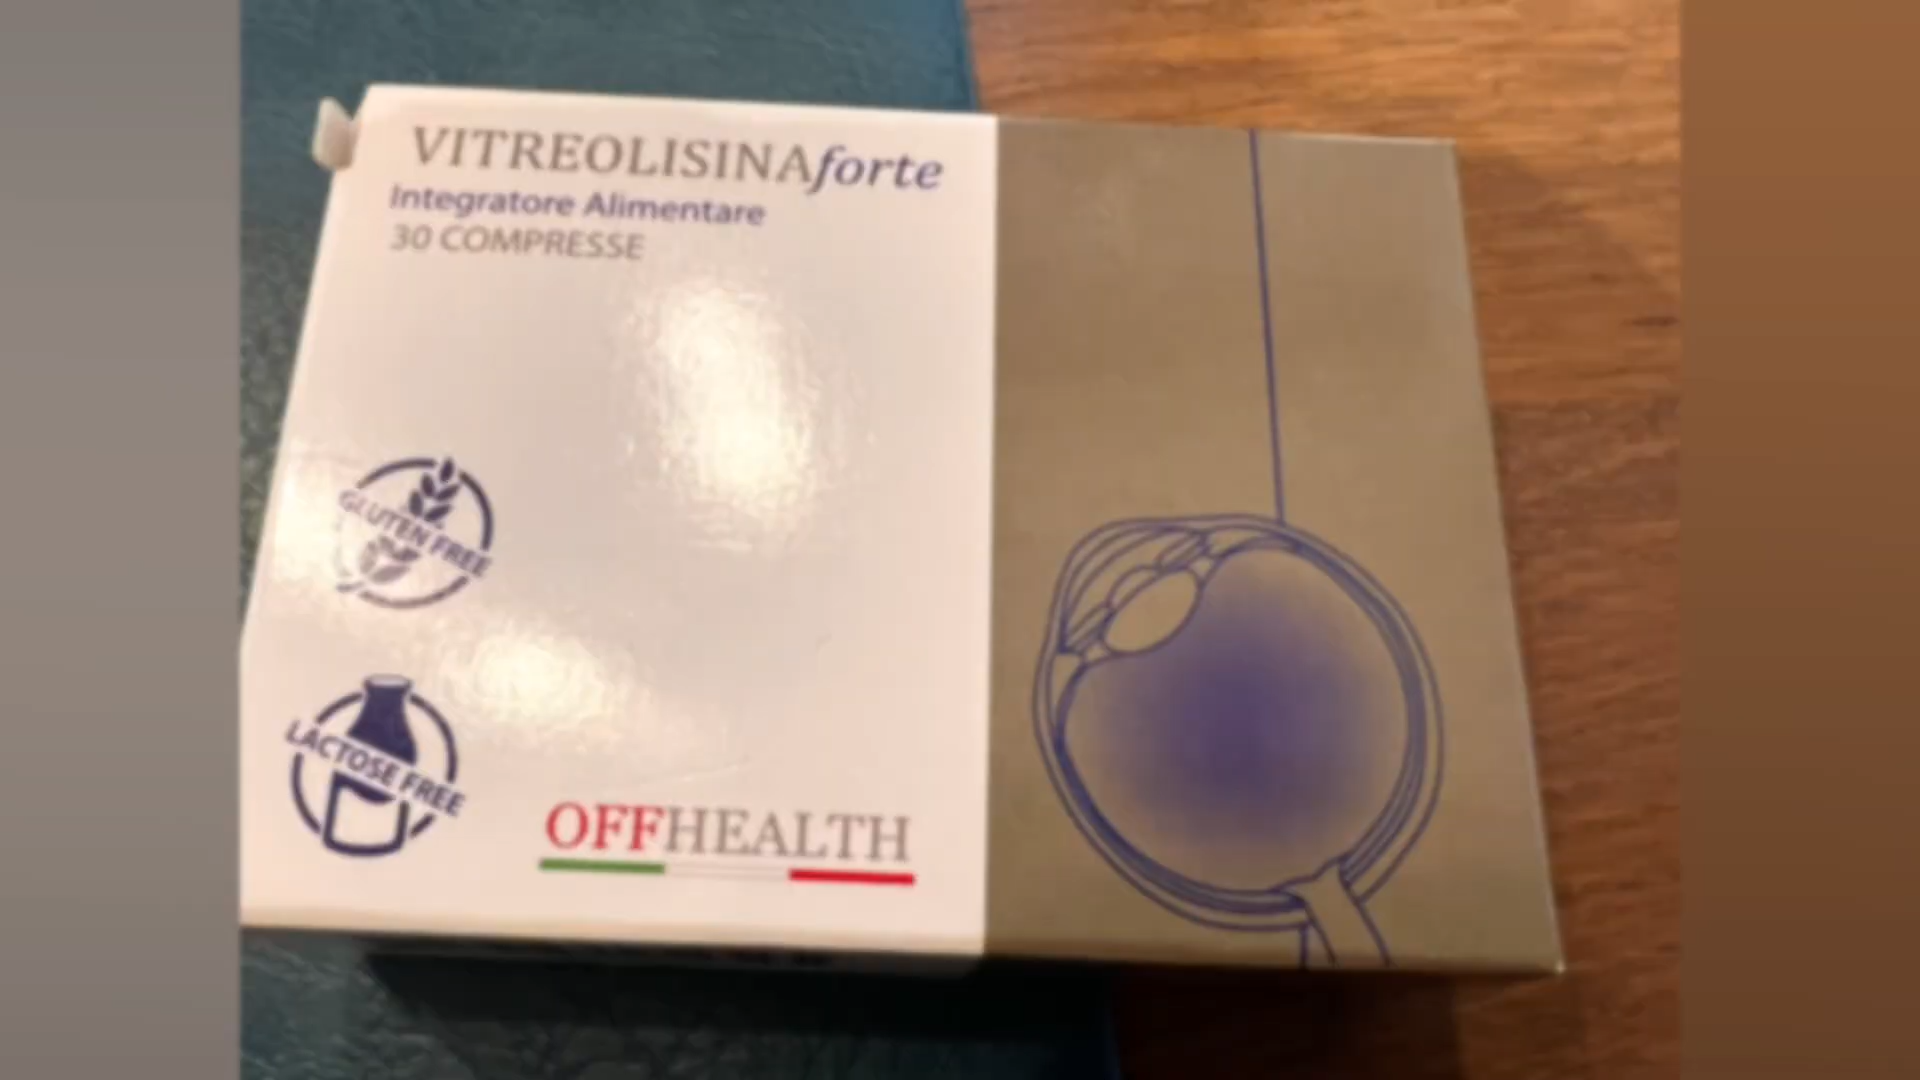 VITREOLISINAforte
Integratore Alimentare
30 COMPRESSE
GLUTEN FREE
LACTOSE FREE
OFFHEALTH